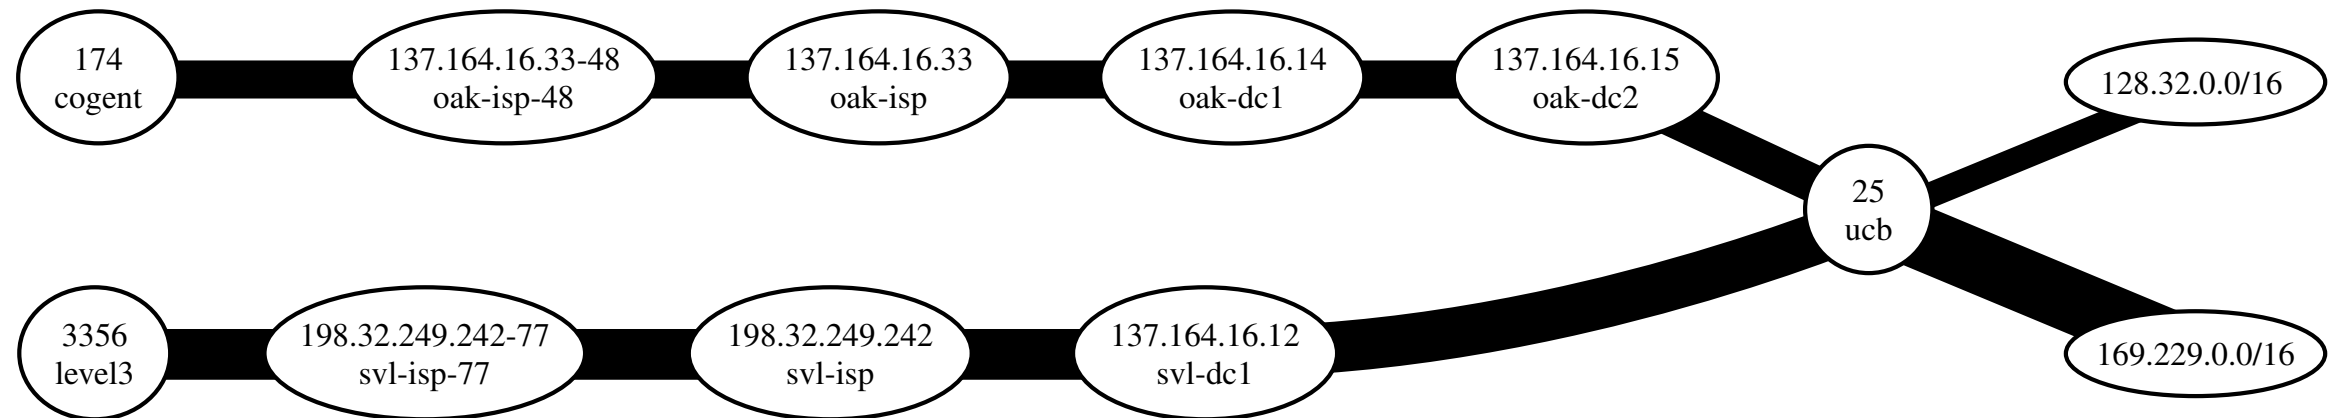 174
cogent
137.164.16.33-48
oak-isp-48
137.164.16.33
oak-isp
137.164.16.14
oak-dc1
137.164.16.15
oak-dc2
128.32.0.0/16
25
ucb
3356
level3
198.32.249.242-77
svl-isp-77
198.32.249.242
svl-isp
137.164.16.12
svl-dc1
169.229.0.0/16